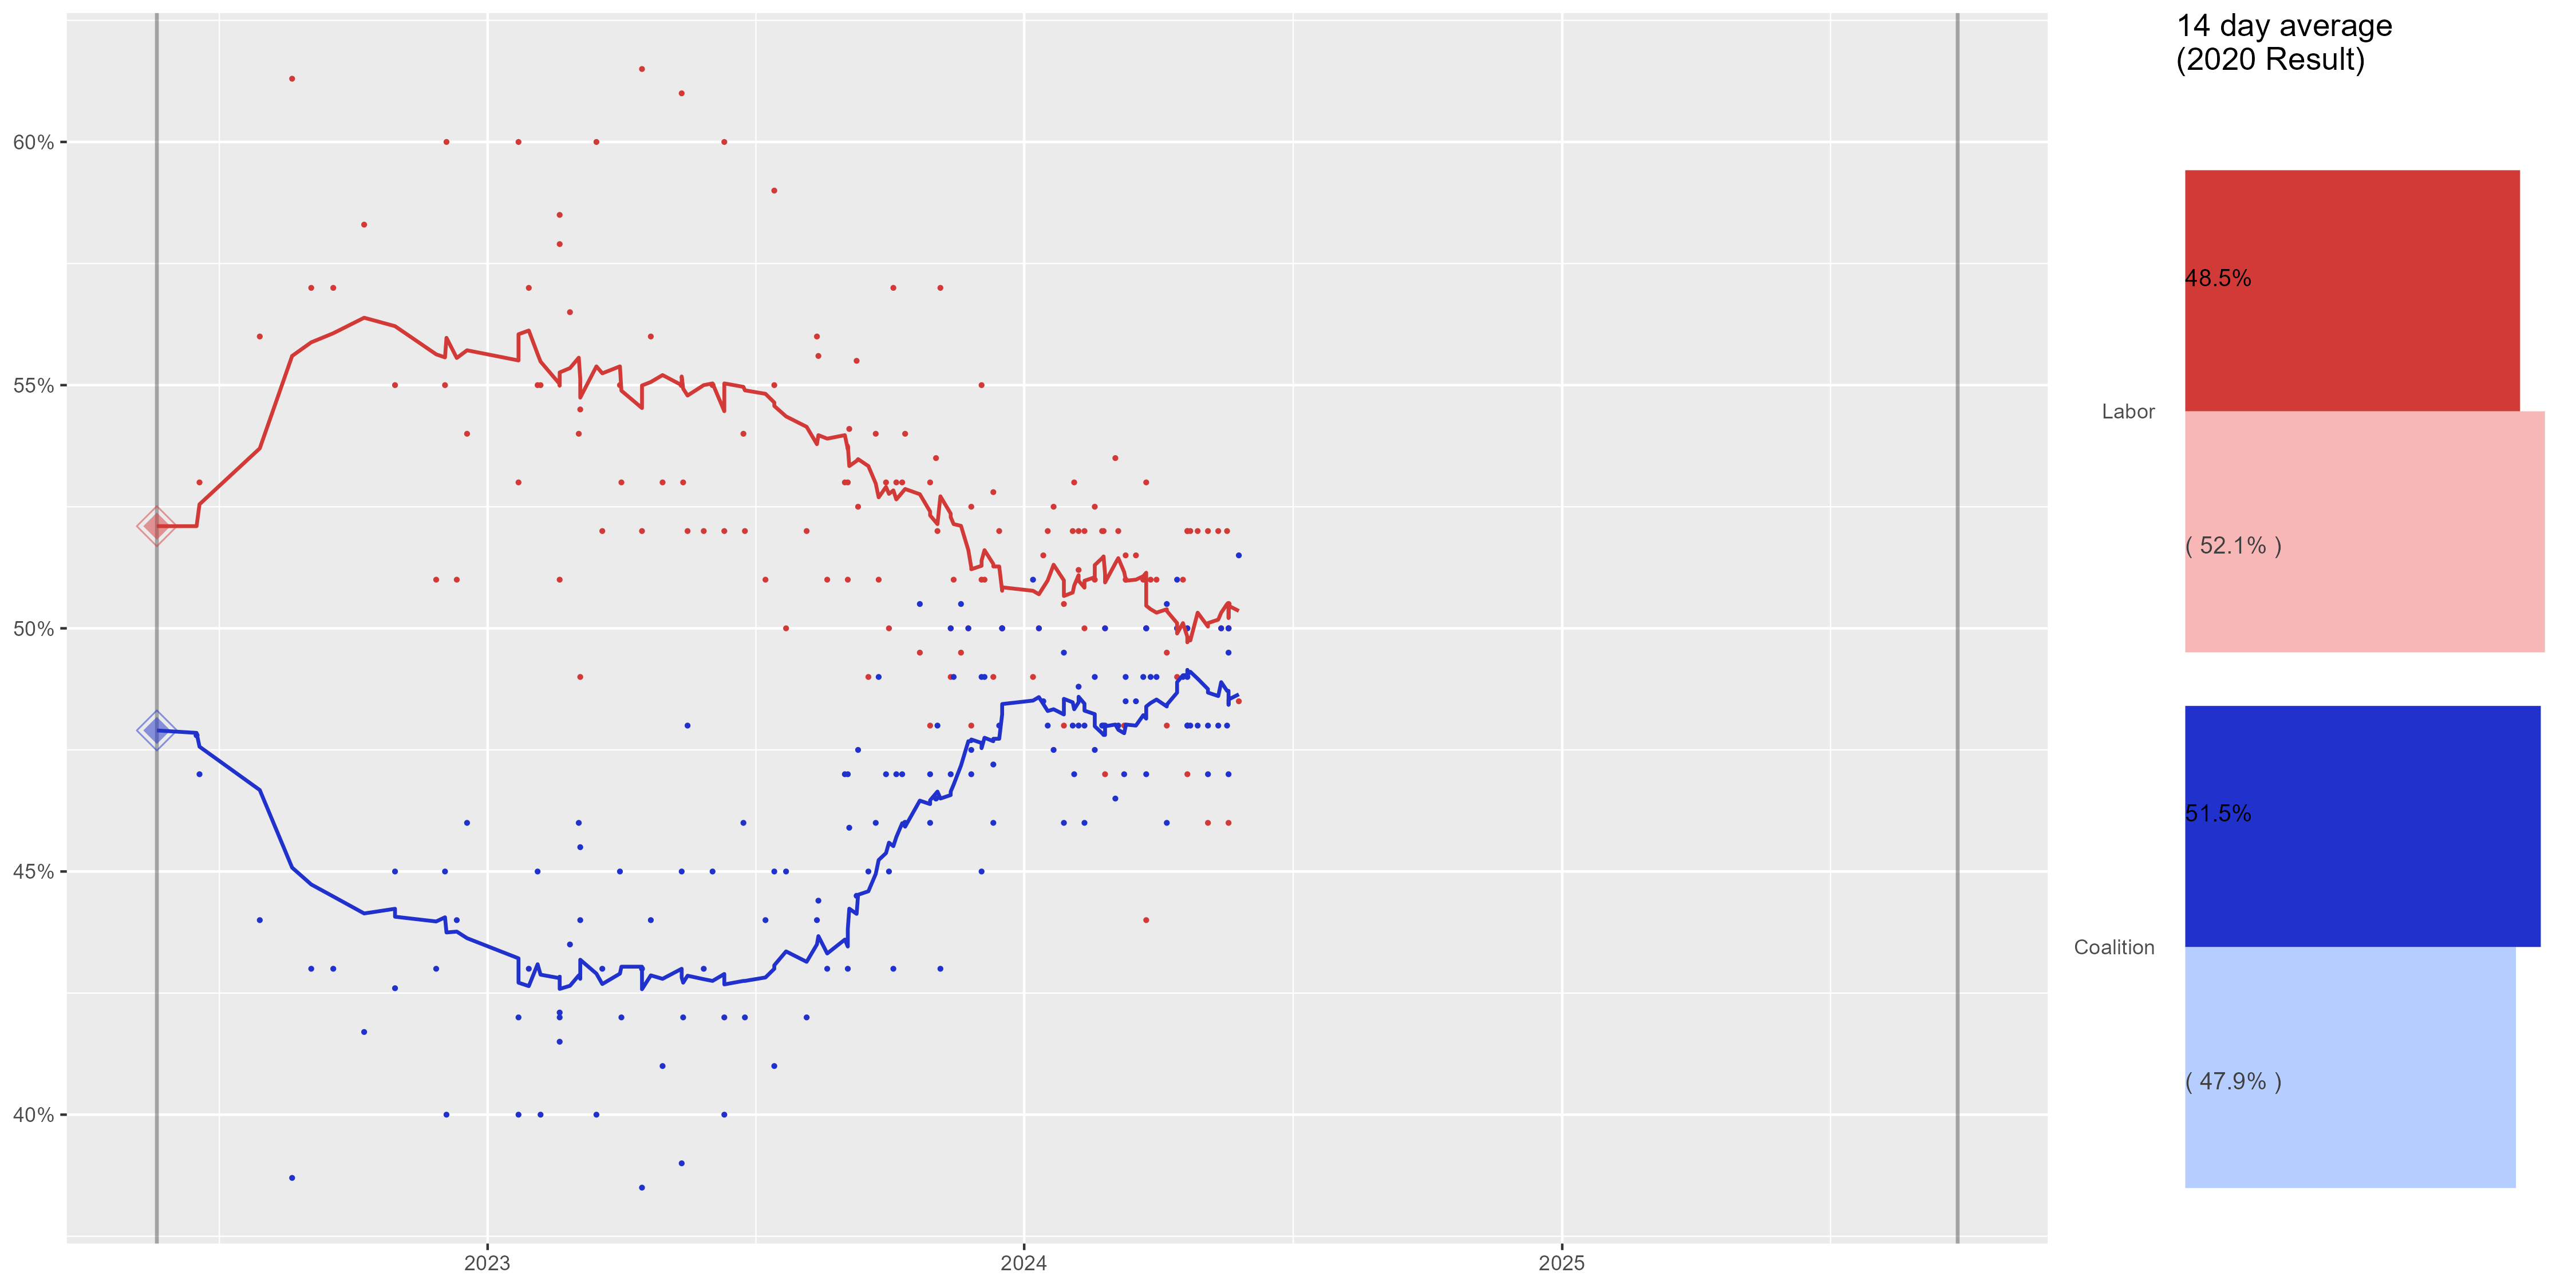 14 day average
(2020 Result)
60%
55%
50%
45%
40%
2023
2024
2025
Labor
48.5%
( 52.1% )
Coalition
51.5%
( 47.9% )